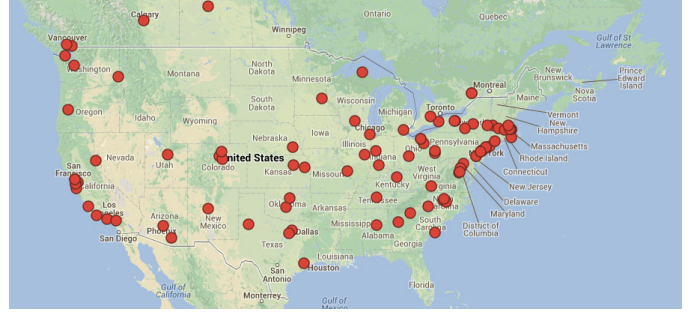 Calgary
Ontario
Quebec
Gulf of St
Lawrence
Vancouver
Winnipeg
Washington
Montana
North
Dakota
Minnesota
Montreal
New
Brunswick
Prince
Edward
Island
Nova
Scotia
Maine
Oregon
Idaho
South
Dakota
Wisconsin
Michigan
Toronto
Vermont
New
Hampshire
Wyoming
Chicago
Massachusetts
Nebraska
Iowa
Illinois
Ohio
Pennsylvania
York
Rhode Island
Nevada
Utah
Colorado
United States
Indiana
Connecticut
San
Francisco
California
Kansas
Missouri
West
Virginia
Kentucky
Virginia
New Jersey
Delaware
Maryland
Los
Angeles
Arizona
Phoenix
New
Mexico
Oklahoma
Arkansas
Tennessee
North
Carolina
South
Carolina
District of
Columbia
San Diego
Dallas
Mississippi
Alabama
Georgia
Texas
Louisiana
San
Antonio
Houston
Florida
Gulf of
California
Monterrey
Gulf of
Mexico